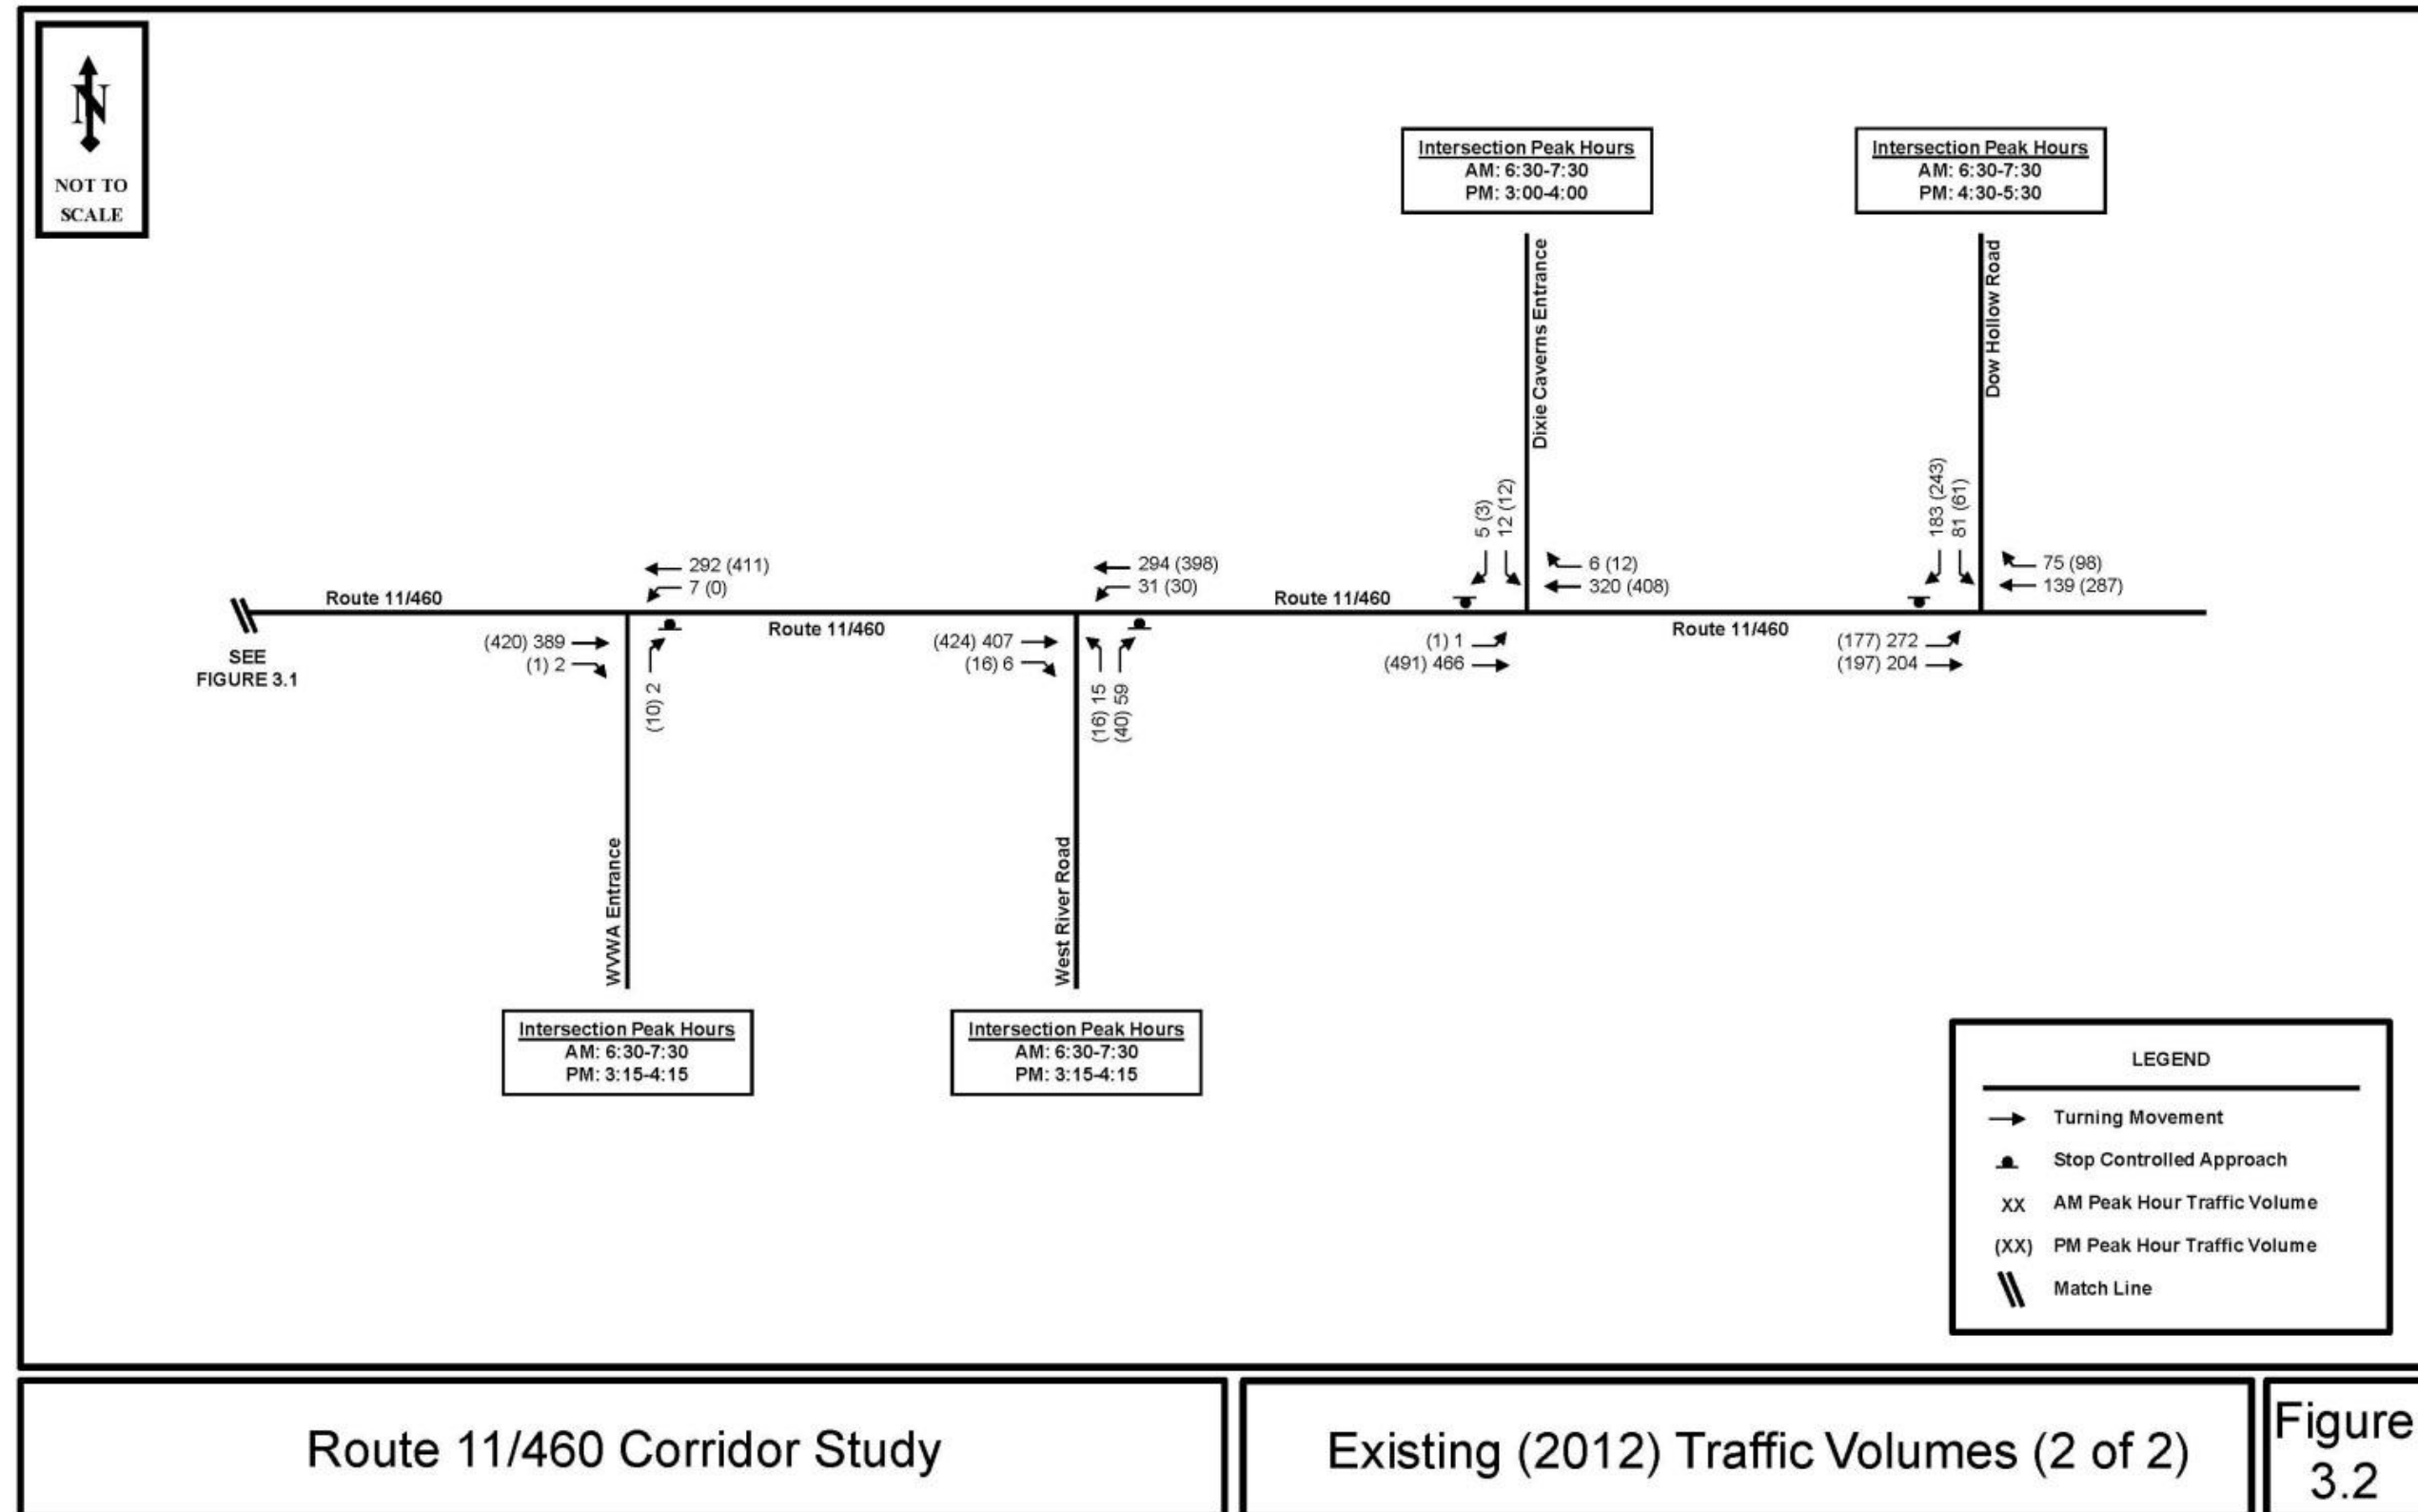 N
NOT TO
SCALE
Intersection Peak Hours
AM: 6:30-7:30
PM: 3:00-4:00
Intersection Peak Hours
AM: 6:30-7:30
PM: 4:30-5:30
Dixie Caverns Entrance
Dow Hollow Road
5 (3)
12 (12)
183 (243)
81 (61)
292 (411)
7 (0)
294 (398)
31 (30)
6 (12)
320 (408)
75 (98)
139 (287)
Route 11/460
Route 11/460
Route 11/460
Route 11/460
SEE
FIGURE 3.1
(420) 389
(1) 2
(10) 2
(424) 407
(16) 6
(16) 15
(40) 59
(1) 1
(491) 466
(177) 272
(197) 204
WVWA Entrance
West River Road
Intersection Peak Hours
AM: 6:30-7:30
PM: 3:15-4:15
Intersection Peak Hours
AM: 6:30-7:30
PM: 3:15-4:15
LEGEND
Turning Movement
Stop Controlled Approach
XX AM Peak Hour Traffic Volume
(XX) PM Peak Hour Traffic Volume
Match Line
Route 11/460 Corridor Study
Existing (2012) Traffic Volumes (2 of 2)
Figure
3.2